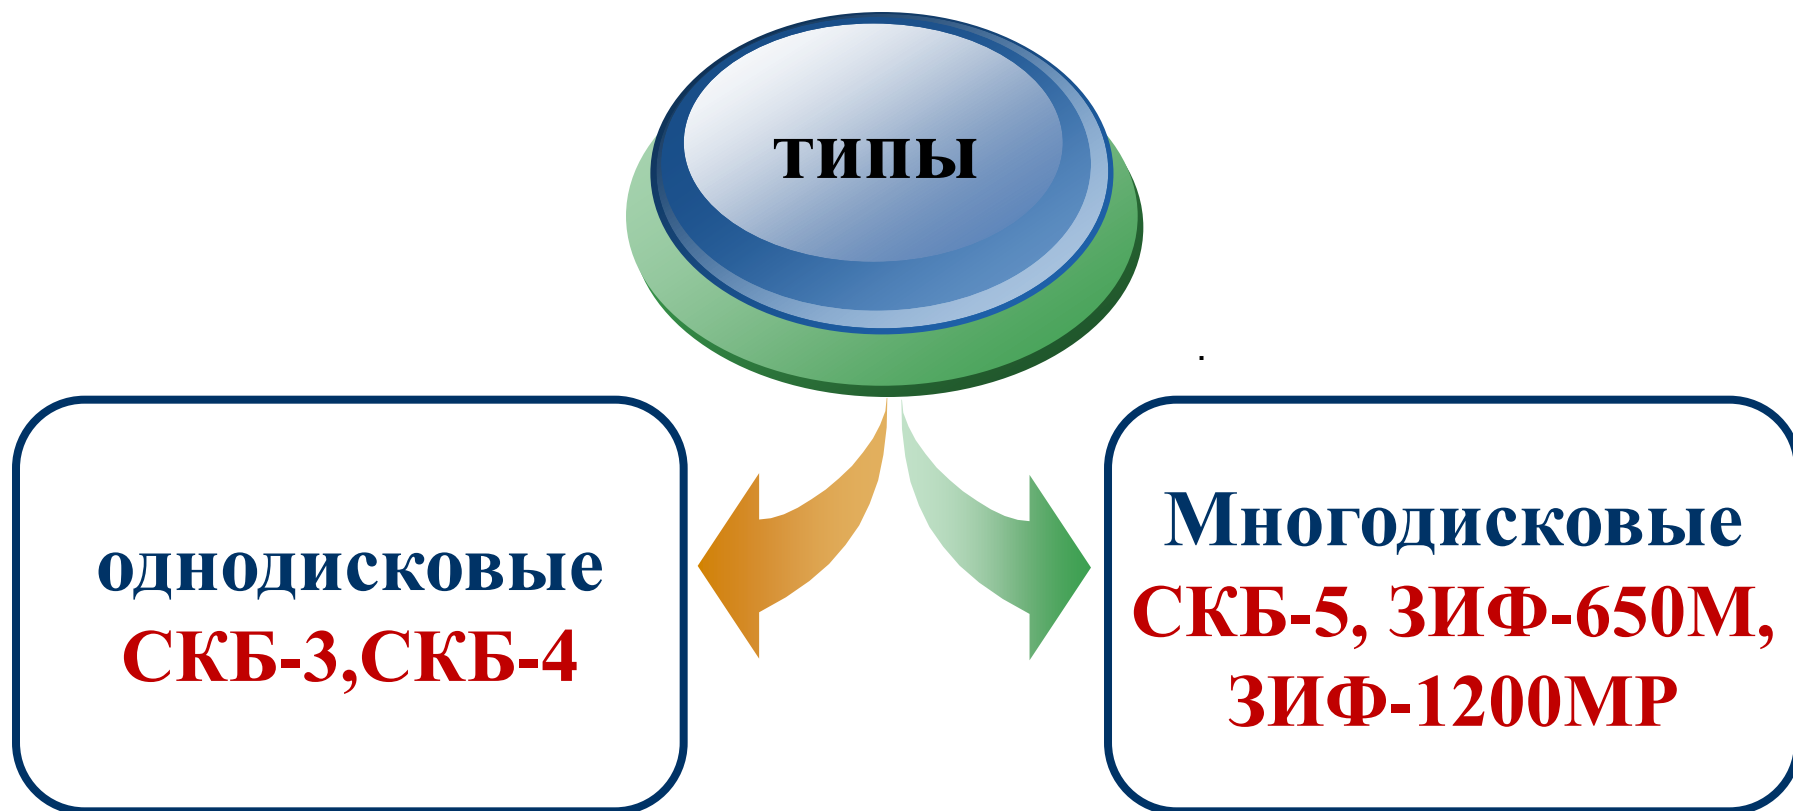 типы
.
однодисковые
СКБ-3,СКБ-4
Многодисковые
СКБ-5, ЗИФ-650М,
ЗИФ-1200МР